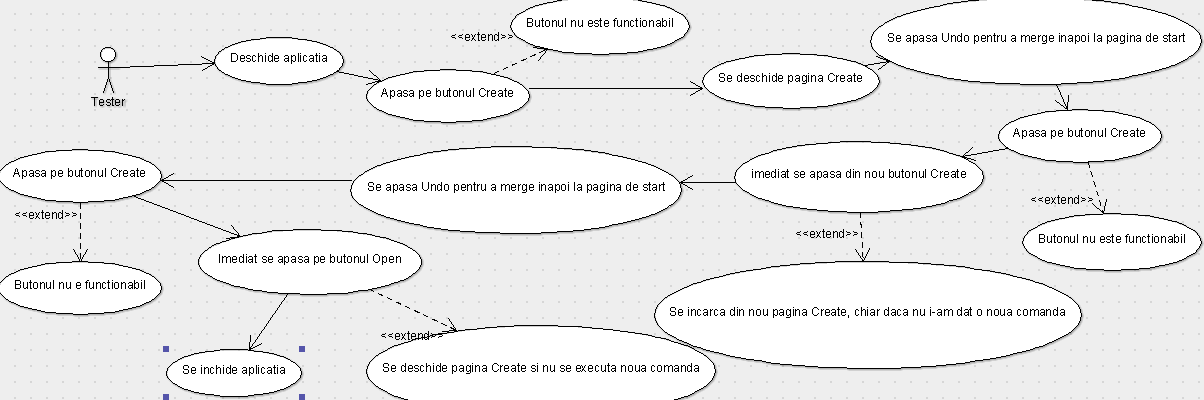 Tester
Deschide aplicatia
Apasa pe butonul Create
<<extend>>
Butonul nu este functionabil
Se deschide pagina Create
Se apasa Undo pentru a merge inapoi la pagina de start
Apasa pe butonul Create
<<extend>>
Butonul nu este functionabil
imediat se apasa din nou butonul Create
<<extend>>
Se incarca din nou pagina Create, chiar daca nu i-am dat o noua comanda
Se apasa Undo pentru a merge inapoi la pagina de start
Apasa pe butonul Create
<<extend>>
Butonul nu e functionabil
Imediat se apasa pe butonul Open
<<extend>>
Se deschide pagina Create si nu se executa noua comanda
Se inchide aplicatia